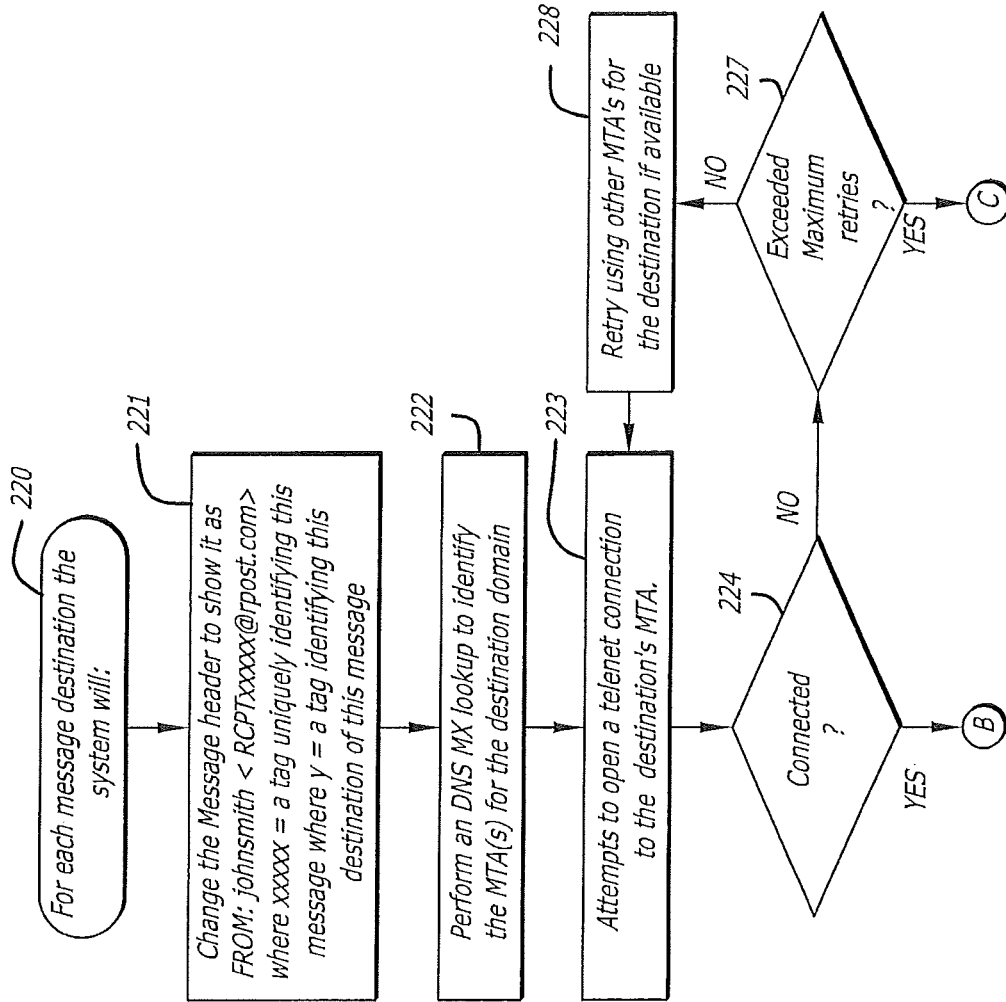 220
For each message destination the
system will:
221
Change the Message header to show it as
FROM: johnsmith < RCPTxxxxx@rpost.com>
where xxxxx = a tag uniquely identifying this
message where y = a tag identifying this
destination of this message
222
Perform an DNS MX lookup to identify
the MTA(s) for the destination domain
223
Attempts to open a telenet connection
to the destination's MTA.
224
Connected
?
YES
B
NO
227
Exceeded
Maximum
retries
?
YES
C
NO
228
Retry using other MTA's for
the destination if available